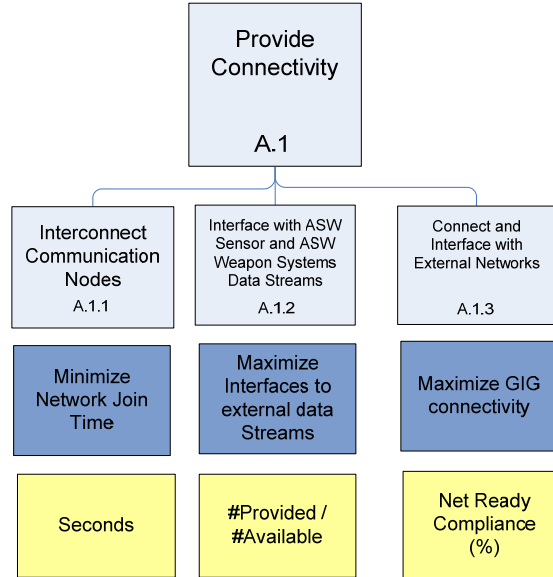 Provide
Connectivity
A.1
Interconnect
Communication
Nodes
A.1.1
Interface with ASW
Sensor and ASW
Weapon Systems
Data Streams
A.1.2
Connect and
Interface with
External Networks
A.1.3
Minimize
Network Join
Time
Maximize
Interfaces to
external data
Streams
Maximize GIG
connectivity
Seconds
#Provided /
#Available
Net Ready
Compliance
(%)